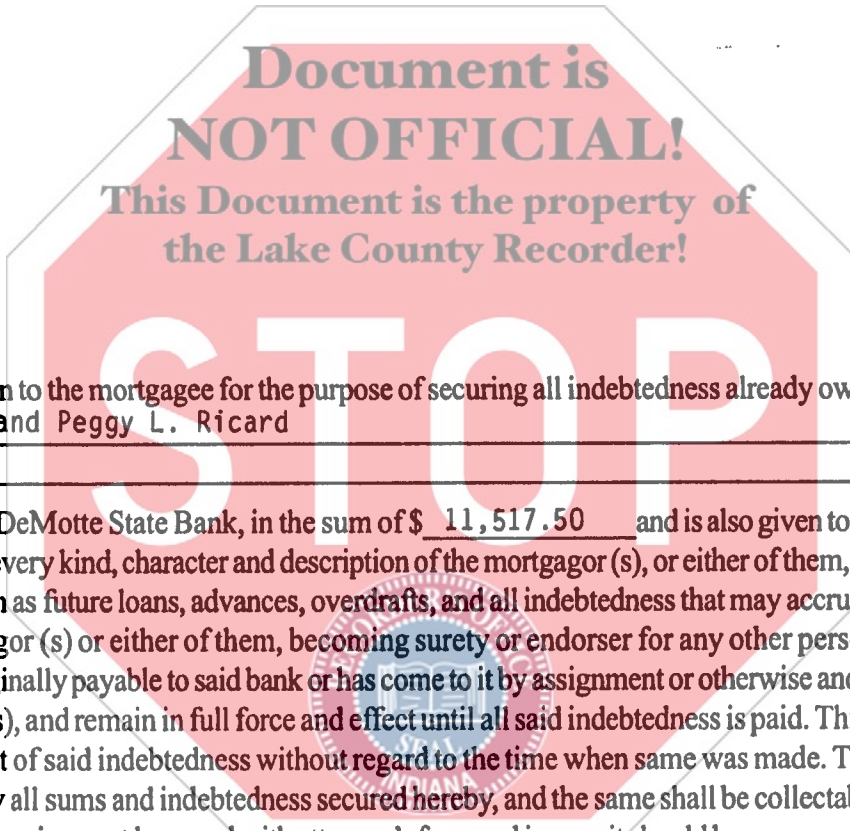 Document is
NOT OFFICIAL!
This Document is the property of
the Lake County Recorder!
STOP
n to the mortgagee for the purpose of securing all indebtedness already ow
and Peggy L. Ricard
DeMotte State Bank, in the sum of $ 11,517.50 and is also given to
very kind, character and description of the mortgagor (s), or either of them,
n as future loans, advances, overdrafts, and all indebtedness that may accru
gor (s) or either of them, becoming surety or endorser for any other pers
inally payable to said bank or has come to it by assignment or otherwise and
s), and remain in full force and effect until all said indebtedness is paid. Th
t of said indebtedness without regard to the time when same was made. T
y all sums and indebtedness secured hereby, and the same shall be collectab
SEAL
INDIANA